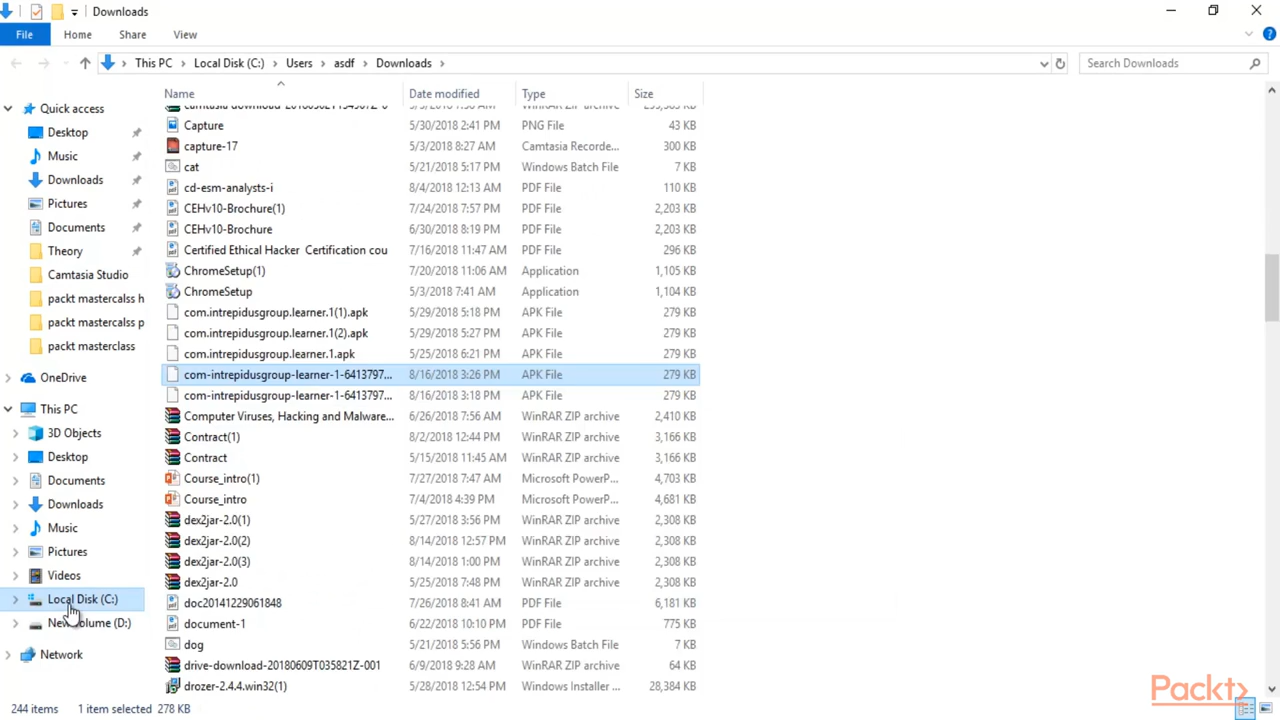 Downloads
File Home Share View
This PC Local Disk (C:) Users asdf Downloads Search Downloads
Name Date modified Type Size
Quick access
Desktop
Music
Downloads
Pictures
Documents
Theory
Camtasia Studio
packt mastercalss h
packt mastercalss p
packt masterclass
OneDrive
This PC
3D Objects
Desktop
Documents
Downloads
Music
Pictures
Videos
Local Disk (C:)
New Volume (D:)
Network
WinRAR ZIP archive
Capture 5/30/2018 2:41 PM PNG File 43 KB
capture-17 5/3/2018 8:27 AM Camtasia Recorde... 300 KB
cat 5/21/2018 5:17 PM Windows Batch File 7 KB
cd-esm-analysts-i 8/4/2018 12:13 AM PDF File 110 KB
CEHv10-Brochure(1) 7/24/2018 7:57 PM PDF File 2,203 KB
CEHv10-Brochure 6/30/2018 8:19 PM PDF File 2,203 KB
Certified Ethical Hacker Certification cou 7/16/2018 11:47 AM PDF File 296 KB
ChromeSetup(1) 7/20/2018 11:06 AM Application 1,105 KB
ChromeSetup 5/3/2018 7:41 AM Application 1,104 KB
com.intrepidusgroup.learner.1(1).apk 5/29/2018 5:18 PM APK File 279 KB
com.intrepidusgroup.learner.1(2).apk 5/29/2018 5:27 PM APK File 279 KB
com.intrepidusgroup.learner.1.apk 5/25/2018 6:21 PM APK File 279 KB
com-intrepidusgroup-learner-1-6413797... 8/16/2018 3:26 PM APK File 279 KB
com-intrepidusgroup-learner-1-6413797... 8/16/2018 3:18 PM APK File 279 KB
Computer Viruses, Hacking and Malware... 6/26/2018 7:56 AM WinRAR ZIP archive 2,410 KB
Contract(1) 8/2/2018 12:44 PM WinRAR ZIP archive 3,166 KB
Contract 5/15/2018 11:45 AM WinRAR ZIP archive 3,166 KB
Course_intro(1) 7/27/2018 7:47 AM Microsoft PowerP... 4,703 KB
Course_intro 7/4/2018 4:39 PM Microsoft PowerP... 4,681 KB
dex2jar-2.0(1) 5/27/2018 3:56 PM WinRAR ZIP archive 2,308 KB
dex2jar-2.0(2) 8/14/2018 12:57 PM WinRAR ZIP archive 2,308 KB
dex2jar-2.0(3) 8/14/2018 1:00 PM WinRAR ZIP archive 2,308 KB
dex2jar-2.0 5/25/2018 7:48 PM WinRAR ZIP archive 2,308 KB
doc20141229061848 7/26/2018 8:41 AM PDF File 6,181 KB
document-1 6/22/2018 10:10 PM PDF File 775 KB
dog 5/21/2018 5:56 PM Windows Batch File 7 KB
drive-download-20180609T035821Z-001 6/9/2018 9:28 AM WinRAR ZIP archive 64 KB
drozer-2.4.4.win32(1) 5/28/2018 12:54 PM Windows Installer ... 28,384 KB
244 items 1 item selected 278 KB
Packt